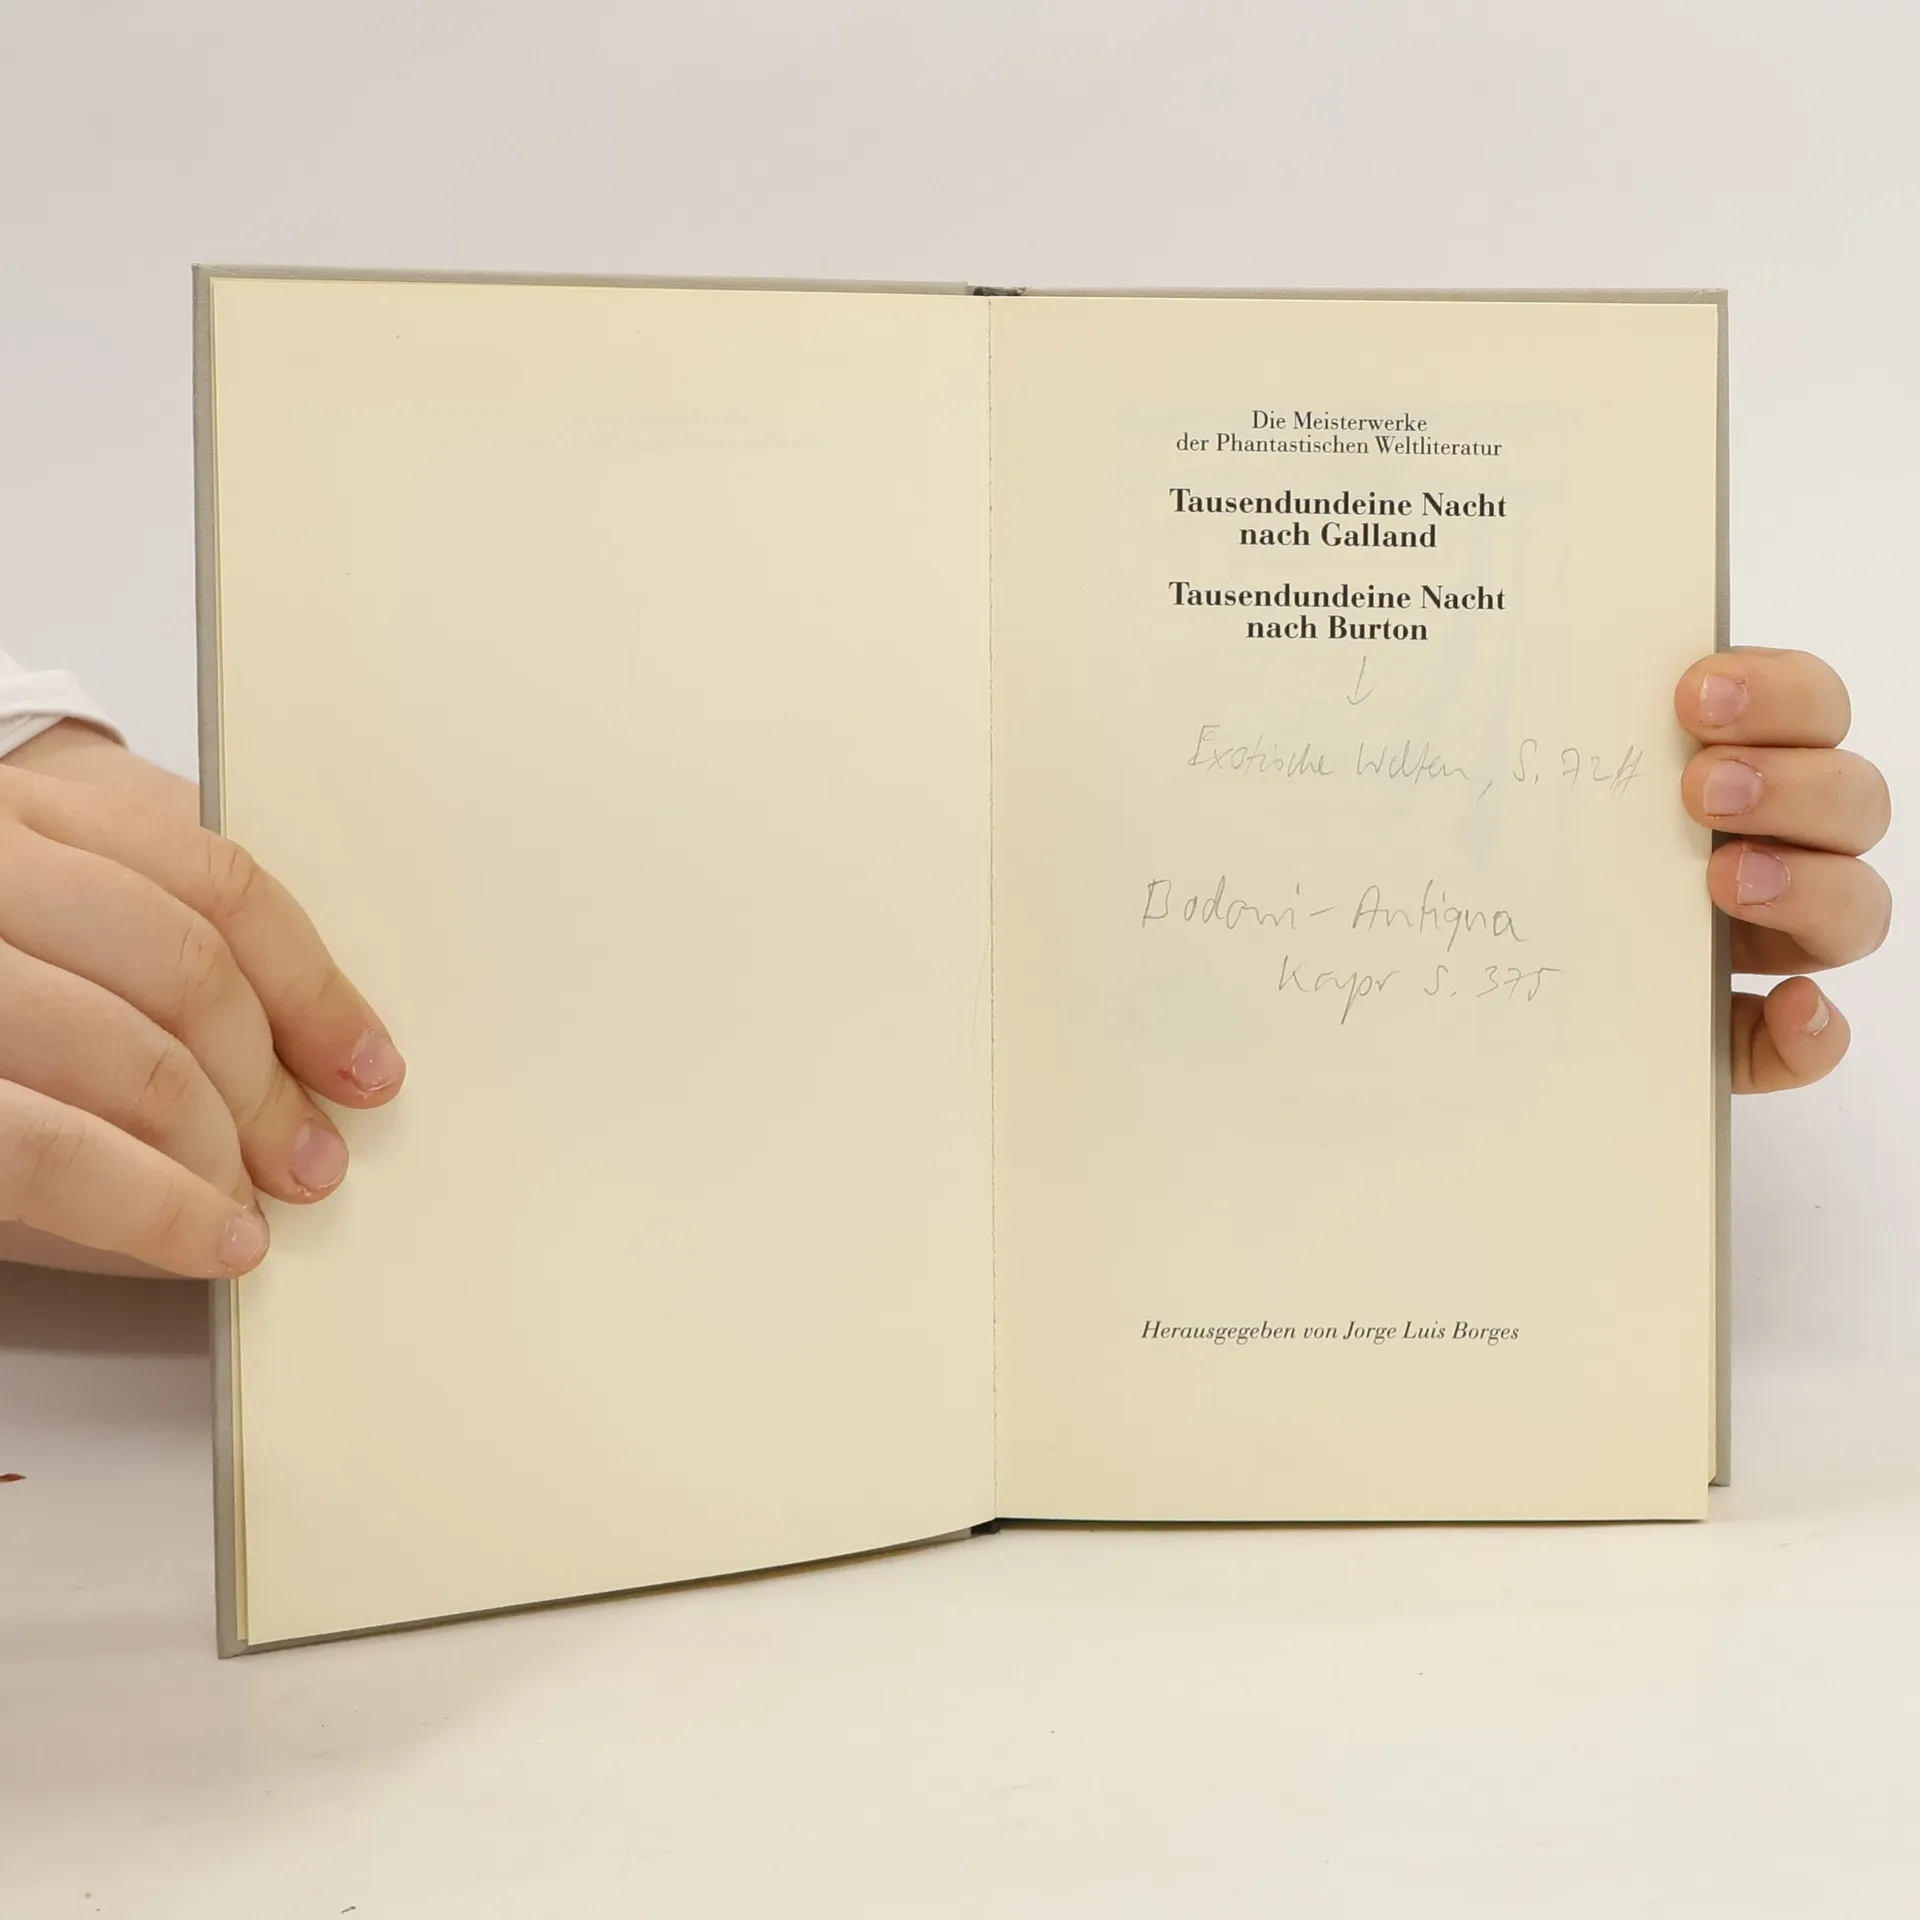 Die Meisterwerke
der Phantastischen Weltliteratur
Tausendundeine Nacht
nach Galland
Tausendundeine Nacht
nach Burton
↓
Exotische Welten, S. 72ff
Bodoni-Antiqua
Kapr S. 375
Herausgegeben von Jorge Luis Borges